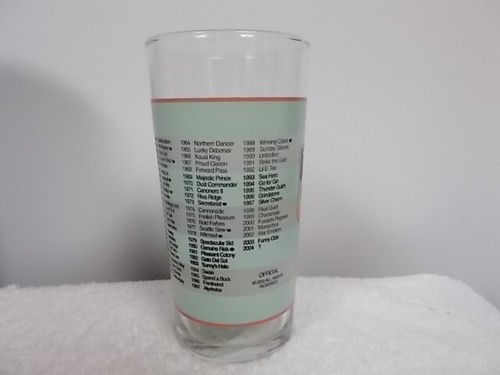 1964 Northern Dancer
1965 Lucky Debonair
1966 Kauai King
1967 Proud Clarion
1968 Forward Pass
1969 Majestic Prince
1970 Dust Commander
1971 Canonero II
1972 Riva Ridge
1973 Secretariat
1974 Cannonade
1975 Foolish Pleasure
1976 Bold Forbes
1977 Seattle Slew
1978 Affirmed
1979 Spectacular Bid
1980 Genuine Risk
1981 Pleasant Colony
1982 Gato Del Sol
1983 Sunny's Halo
1984 Swale
1985 Spend a Buck
1986 Ferdinand
1987 Alysheba
1988 Winning Colors
1989 Sunday Silence
1990 Unbridled
1991 Strike the Gold
1992 Lil E. Tee
1993 Sea Hero
1994 Go for Gin
1995 Thunder Gulch
1996 Grindstone
1997 Silver Charm
1998 Real Quiet
1999 Charismatic
2000 Fusaichi Pegasus
2001 Monarchos
2002 War Emblem
2003 Funny Cide
2004 ?
OFFICIAL